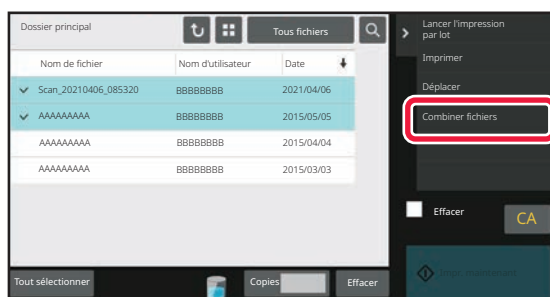 Dossier principal
Tous fichiers
Nom de fichier Nom d'utilisateur Date
Scan_20210406_085320 BBBBBBBB 2021/04/06
AAAAAAAAA BBBBBBBB 2015/05/05
AAAAAAAAA BBBBBBBB 2015/04/04
AAAAAAAAA BBBBBBBB 2015/03/03
Tout sélectionner
Copies
Effacer
Lancer l'impression
par lot
Imprimer
Déplacer
Combiner fichiers
Effacer
CA